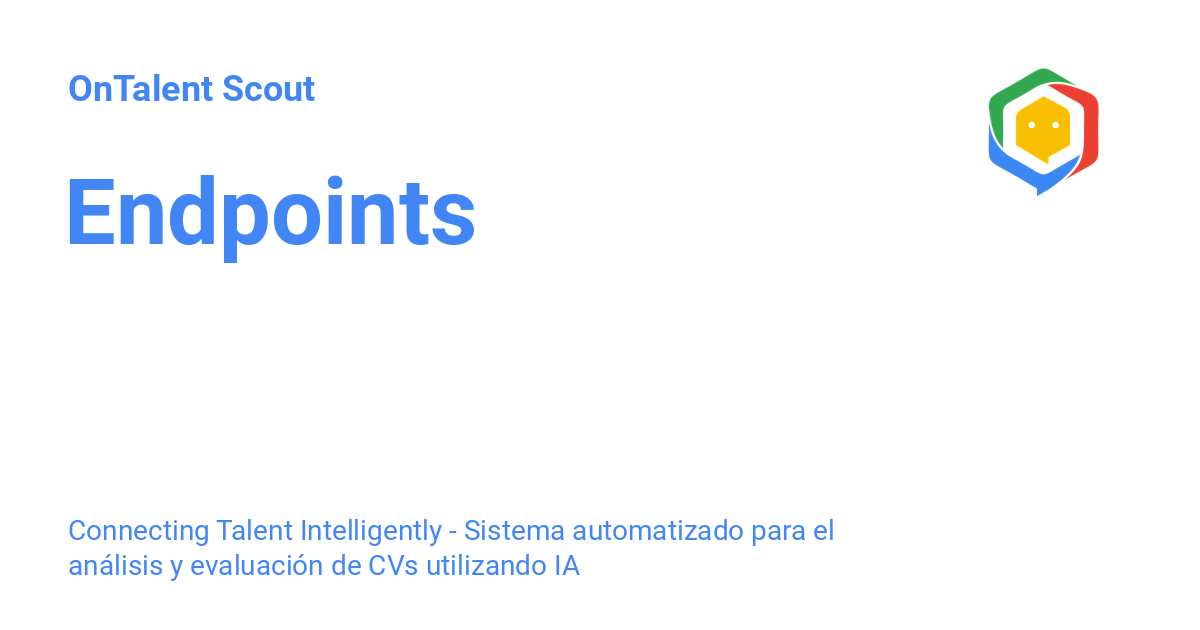 OnTalent Scout
Endpoints
Connecting Talent Intelligently - Sistema automatizado para el
análisis y evaluación de CVs utilizando IA